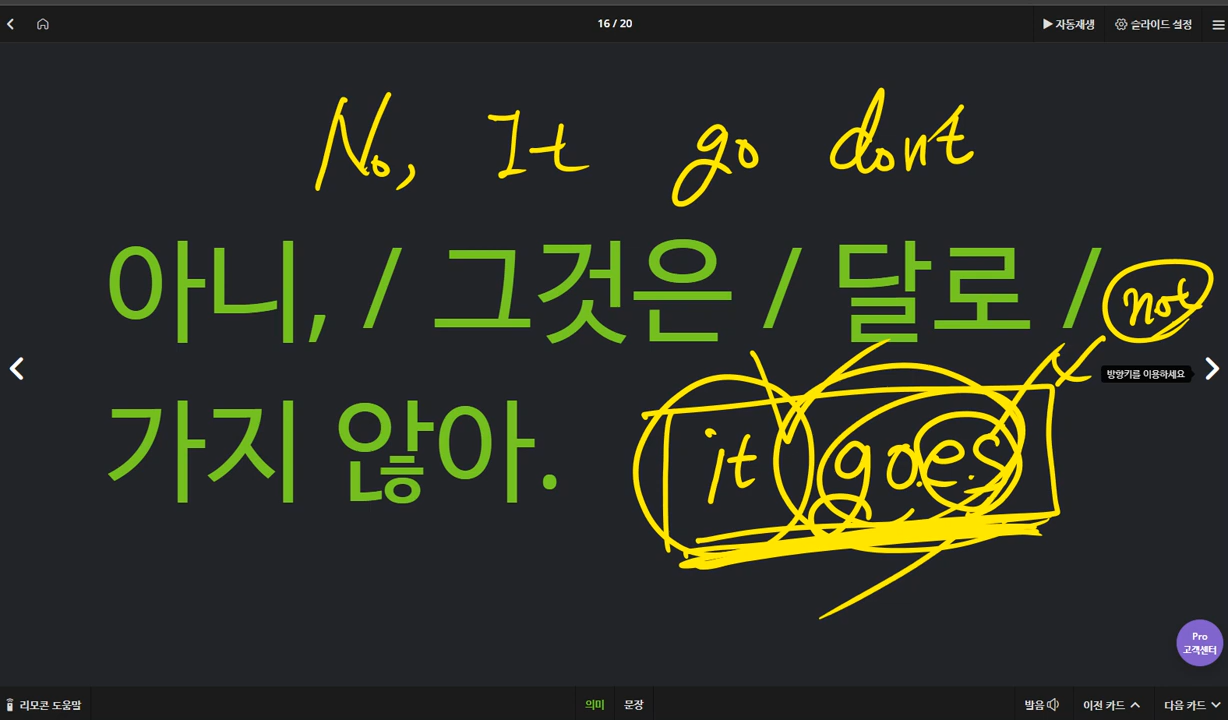 16 / 20
▶ 자동재생
슬라이드 설정
No, It go dont
아니, / 그것은 / 달로 /
not
방향키를 이용하세요
가지 않아.
it goes
Pro
고객센터
리모콘 도움말
의미
문장
발음
이전 카드
다음 카드